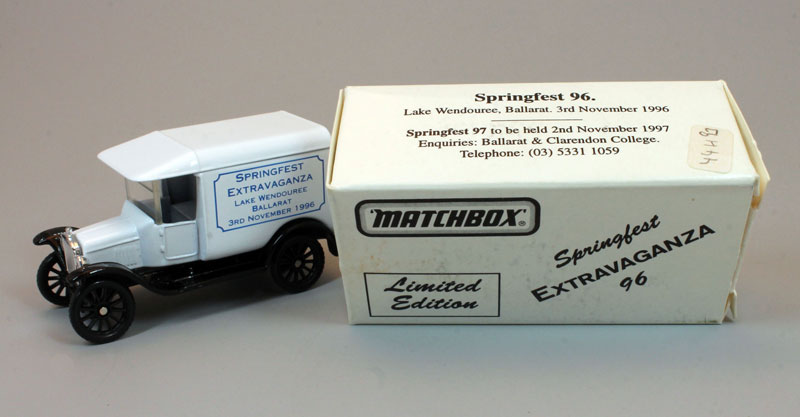 SPRINGFEST
EXTRAVAGANZA
LAKE WENDOUREE
BALLARAT
3RD NOVEMBER 1996
Springfest 96.
Lake Wendouree, Ballarat. 3rd November 1996
Springfest 97 to be held 2nd November 1997
Enquiries: Ballarat & Clarendon College.
Telephone: (03) 5331 1059
"MATCHBOX"
Limited
Edition
Springfest
EXTRAVAGANZA
96